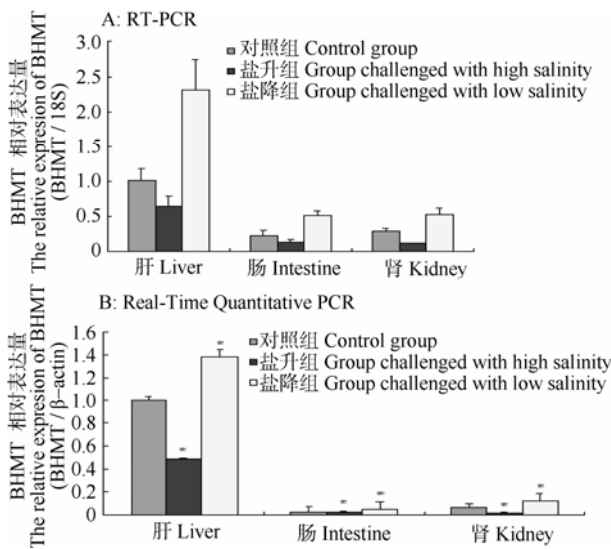 A: RT-PCR
BHMT 相对表达量
The relative expresion of BHMT
(BHMT / 18S)
3.0
2.5
2.0
1.5
1.0
0.5
0
对照组 Control group
盐升组 Group challenged with high salinity
盐降组 Group challenged with low salinity
肝 Liver
肠 Intestine
肾 Kidney
B: Real-Time Quantitative PCR
BHMT 相对表达量
The relative expresion of BHMT
(BHMT / β-actin)
1.6
1.4
1.2
1.0
0.8
0.6
0.4
0.2
0
对照组 Control group
盐升组 Group challenged with high salinity
盐降组 Group challenged with low salinity
*
*
*
*
*
*
肝 Liver
肠 Intestine
肾 Kidney